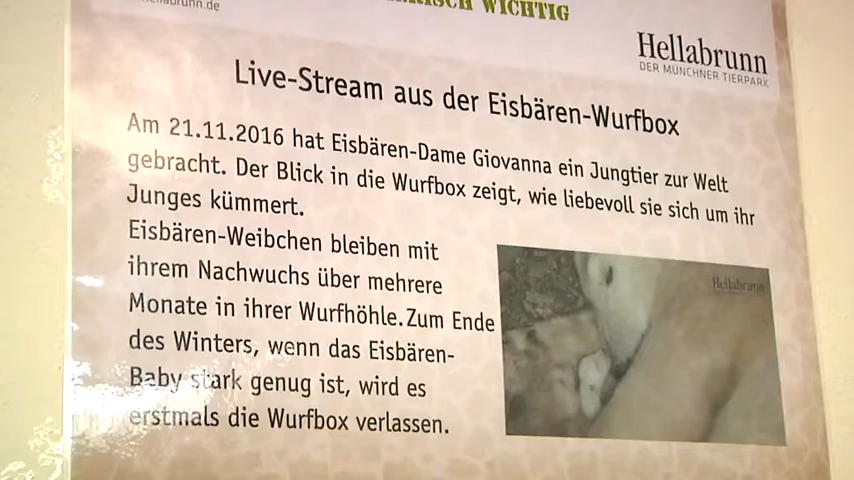 hellabrunn.de
WICHTIG
Hellabrunn
DER MÜNCHNER TIERPARK
Live-Stream aus der Eisbären-Wurfbox
Am 21.11.2016 hat Eisbären-Dame Giovanna ein Jungtier zur Welt
gebracht. Der Blick in die Wurfbox zeigt, wie liebevoll sie sich um ihr
Junges kümmert.
Eisbären-Weibchen bleiben mit
ihrem Nachwuchs über mehrere
Monate in ihrer Wurfhöhle.Zum Ende
des Winters, wenn das Eisbären-
Baby stark genug ist, wird es
erstmals die Wurfbox verlassen.
Hellabrunn